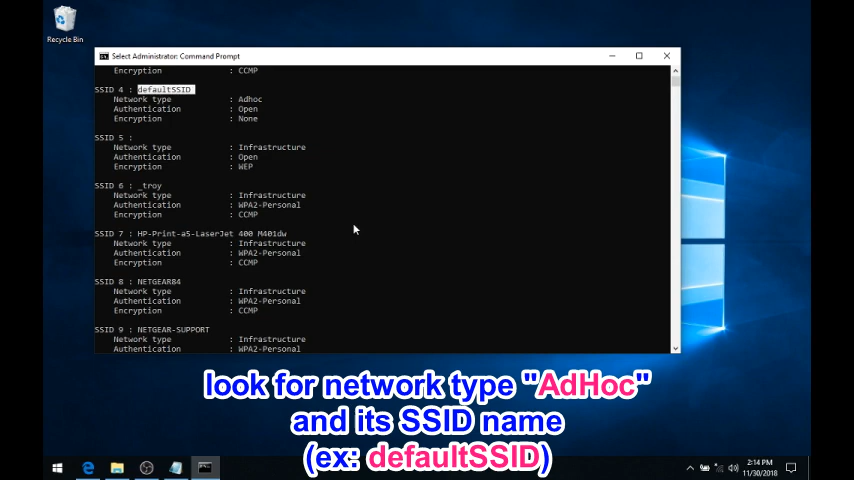 Recycle Bin
Select Administrator: Command Prompt
Encryption : CCMP
SSID 4 : defaultSSID
Network type : Adhoc
Authentication : Open
Encryption : None
SSID 5 :
Network type : Infrastructure
Authentication : Open
Encryption : WEP
SSID 6 : _troy
Network type : Infrastructure
Authentication : WPA2-Personal
Encryption : CCMP
SSID 7 : HP-Print-a5-LaserJet 400 M401dw
Network type : Infrastructure
Authentication : WPA2-Personal
Encryption : CCMP
SSID 8 : NETGEAR84
Network type : Infrastructure
Authentication : WPA2-Personal
Encryption : CCMP
SSID 9 : NETGEAR-SUPPORT
Network type : Infrastructure
Authentication : WPA2-Personal
look for network type "AdHoc"
and its SSID name
(ex: defaultSSID)
2:14 PM
11/30/2018